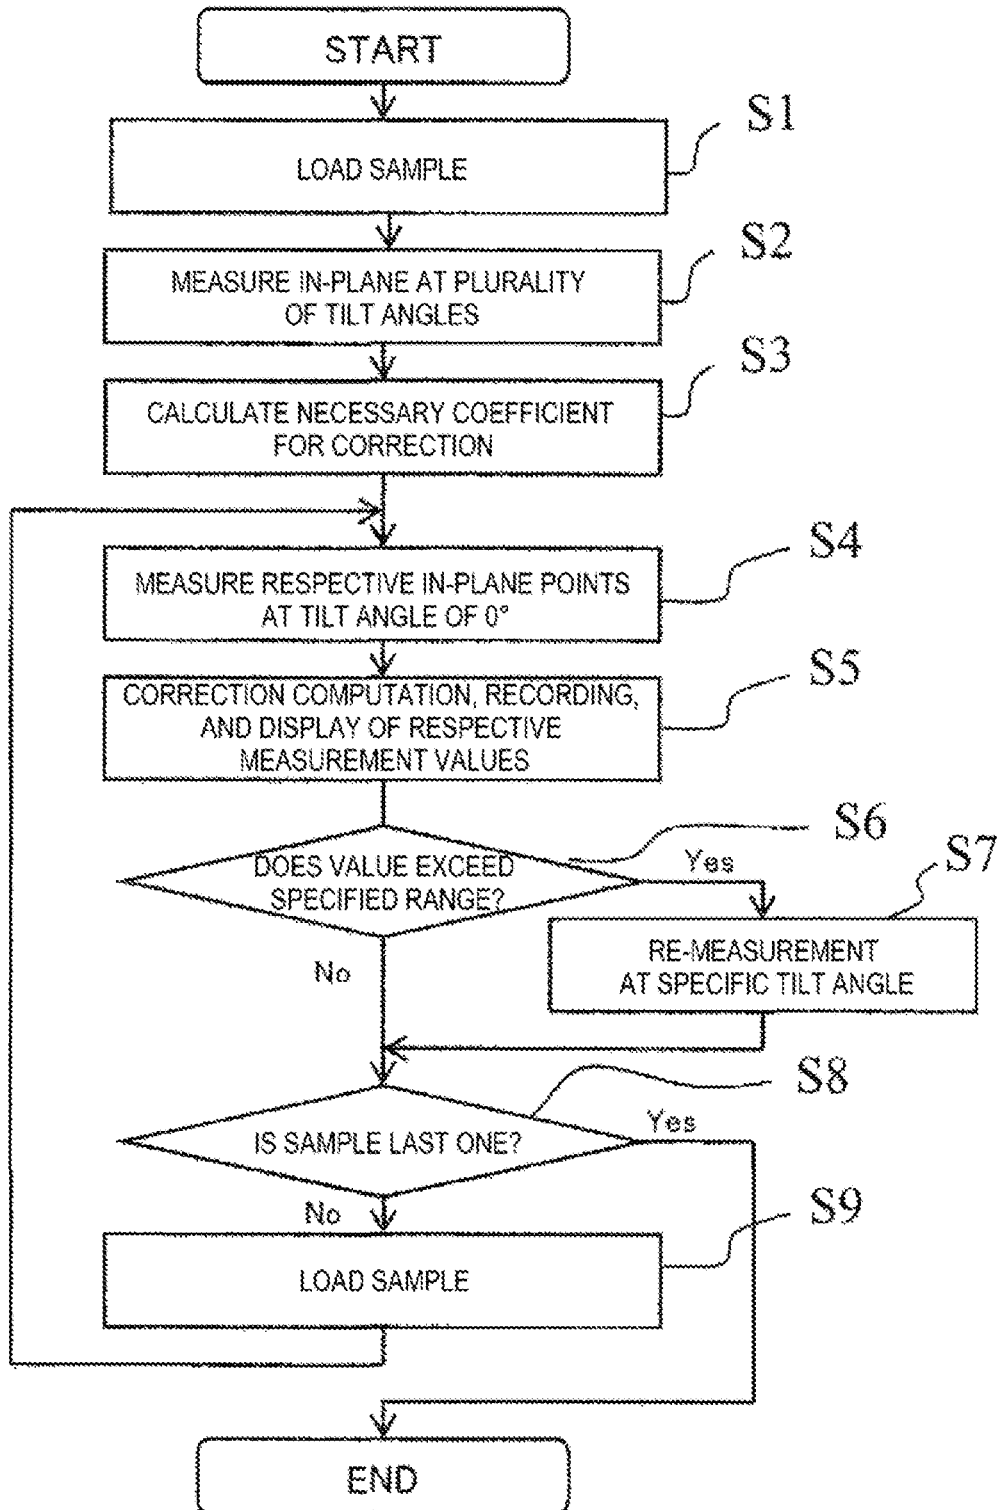 START
S1
LOAD SAMPLE
S2
MEASURE IN-PLANE AT PLURALITY
OF TILT ANGLES
S3
CALCULATE NECESSARY COEFFICIENT
FOR CORRECTION
S4
MEASURE RESPECTIVE IN-PLANE POINTS
AT TILT ANGLE OF 0°
S5
CORRECTION COMPUTATION, RECORDING,
AND DISPLAY OF RESPECTIVE
MEASUREMENT VALUES
S6
DOES VALUE EXCEED
SPECIFIED RANGE?
Yes
S7
RE-MEASUREMENT
AT SPECIFIC TILT ANGLE
No
S8
IS SAMPLE LAST ONE?
Yes
No
S9
LOAD SAMPLE
END